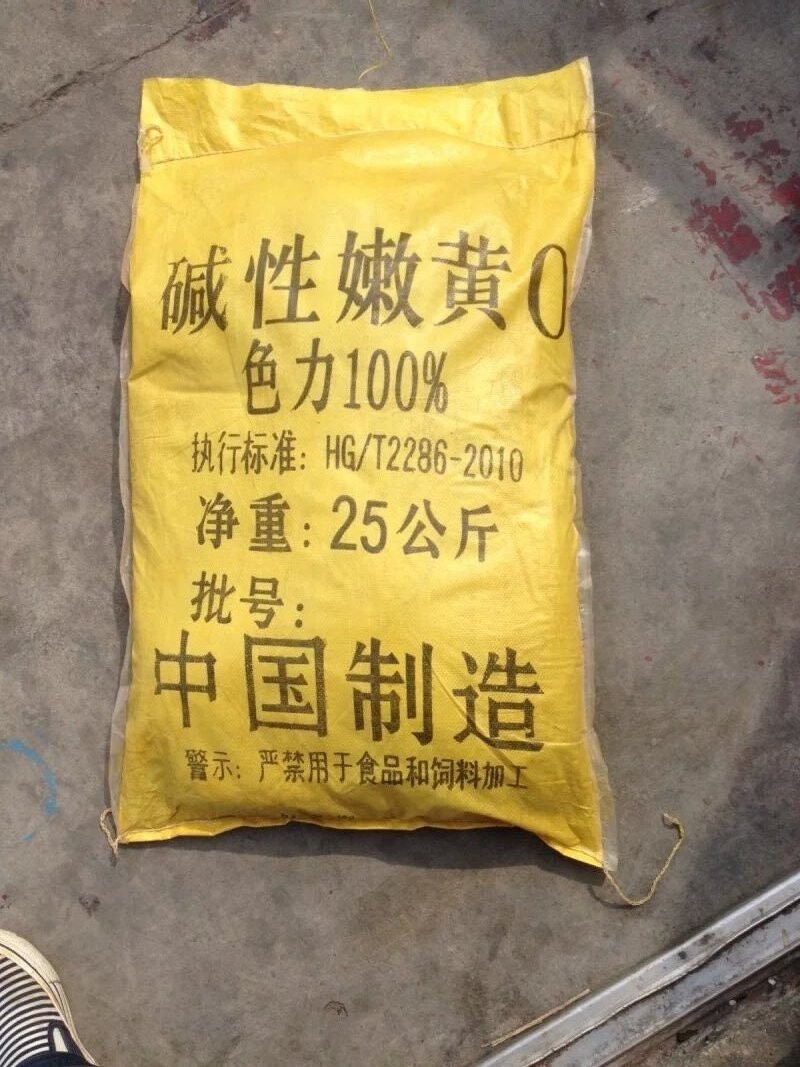 碱性嫩黄O
色力100%
执行标准：HG/T2286-2010
净重：25公斤
批号：
中国制造
警示：严禁用于食品和饲料加工